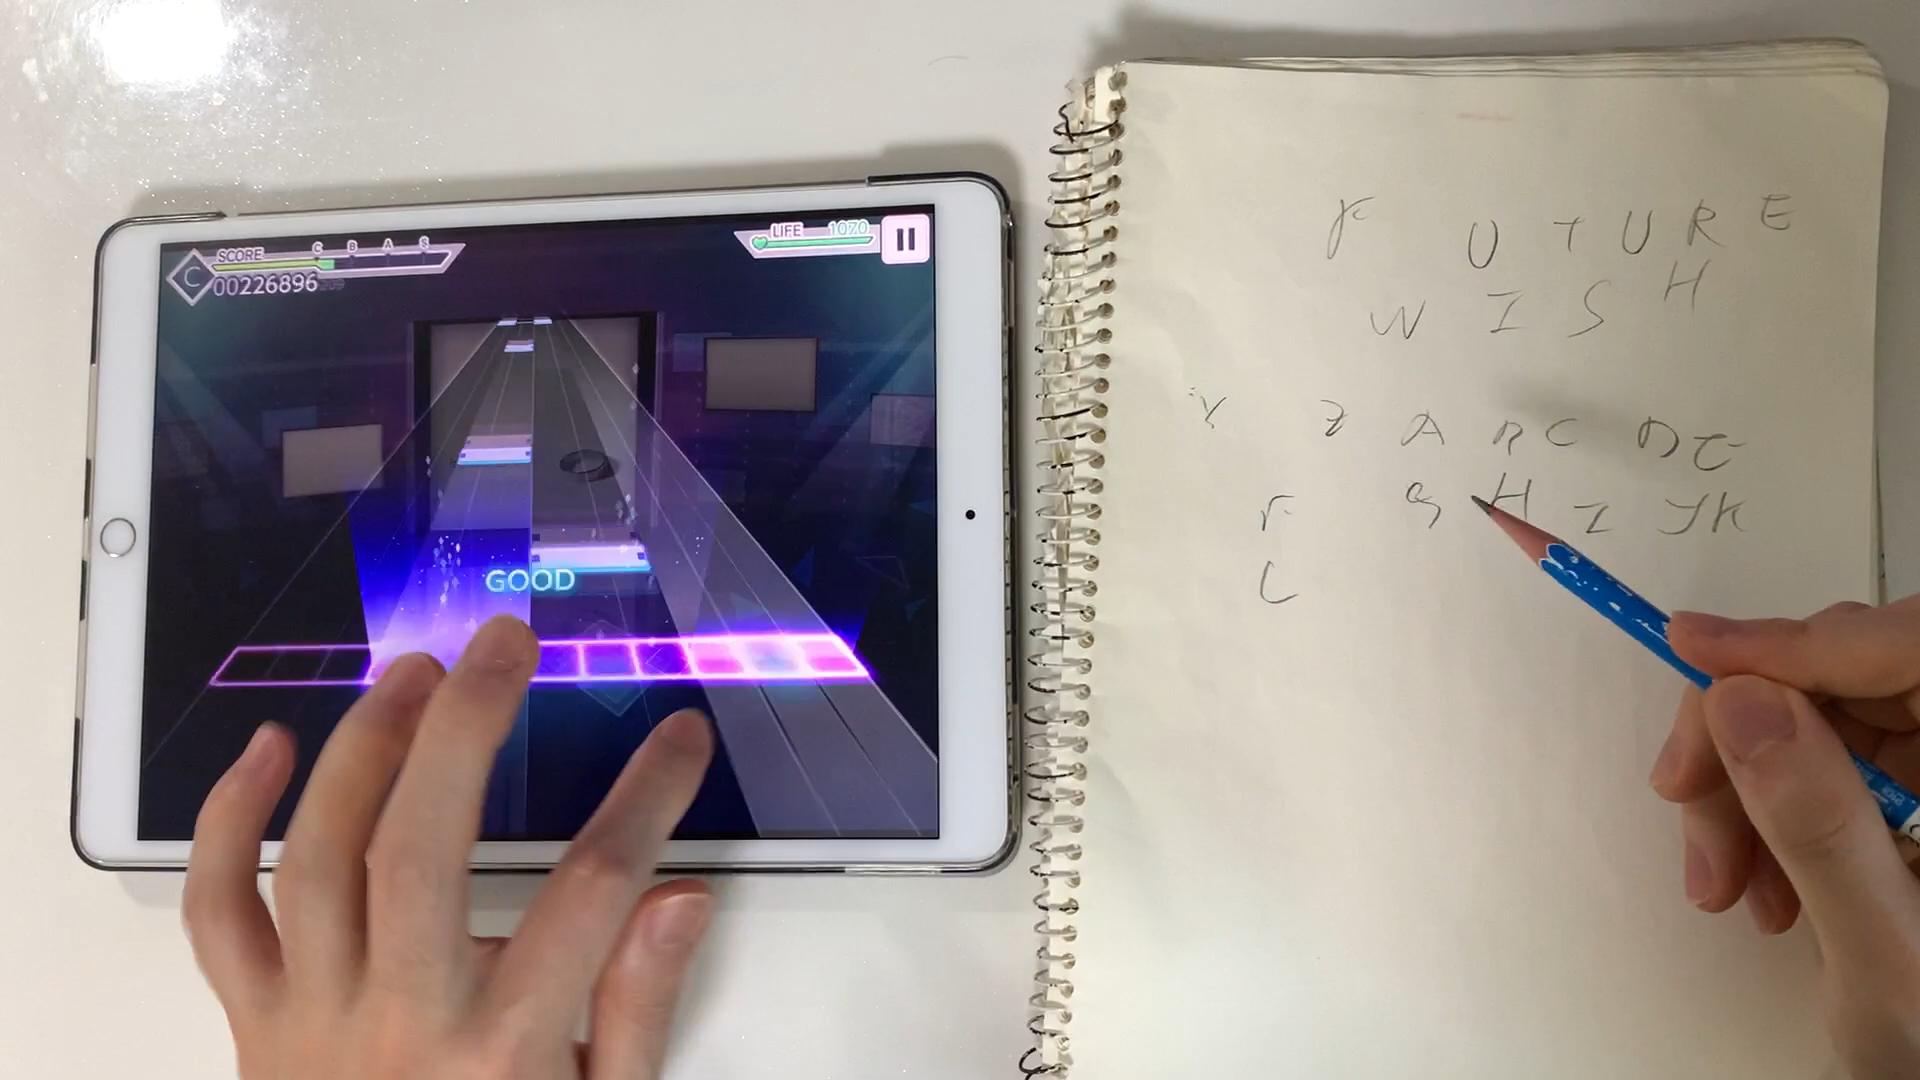 SCORE C B A S
C 00226896
LIFE 1070
GOOD
F U T U R E
W I S H
Y Z A B C D E
F G H I J K
L